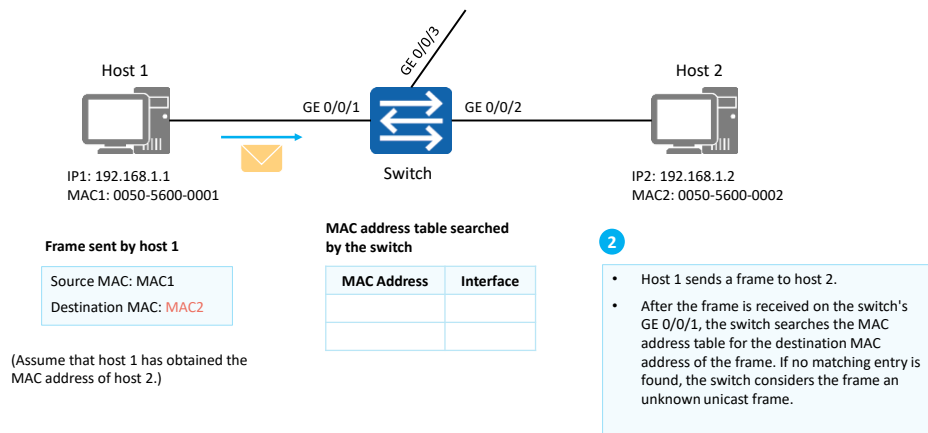 GE 0/0/3
Host 1
Host 2
GE 0/0/1
GE 0/0/2
Switch
IP1: 192.168.1.1
MAC1: 0050-5600-0001
IP2: 192.168.1.2
MAC2: 0050-5600-0002
Frame sent by host 1
Source MAC: MAC1
Destination MAC: MAC2
(Assume that host 1 has obtained the
MAC address of host 2.)
MAC address table searched
by the switch
MAC Address Interface
2
• Host 1 sends a frame to host 2.
• After the frame is received on the switch's
GE 0/0/1, the switch searches the MAC
address table for the destination MAC
address of the frame. If no matching entry is
found, the switch considers the frame an
unknown unicast frame.